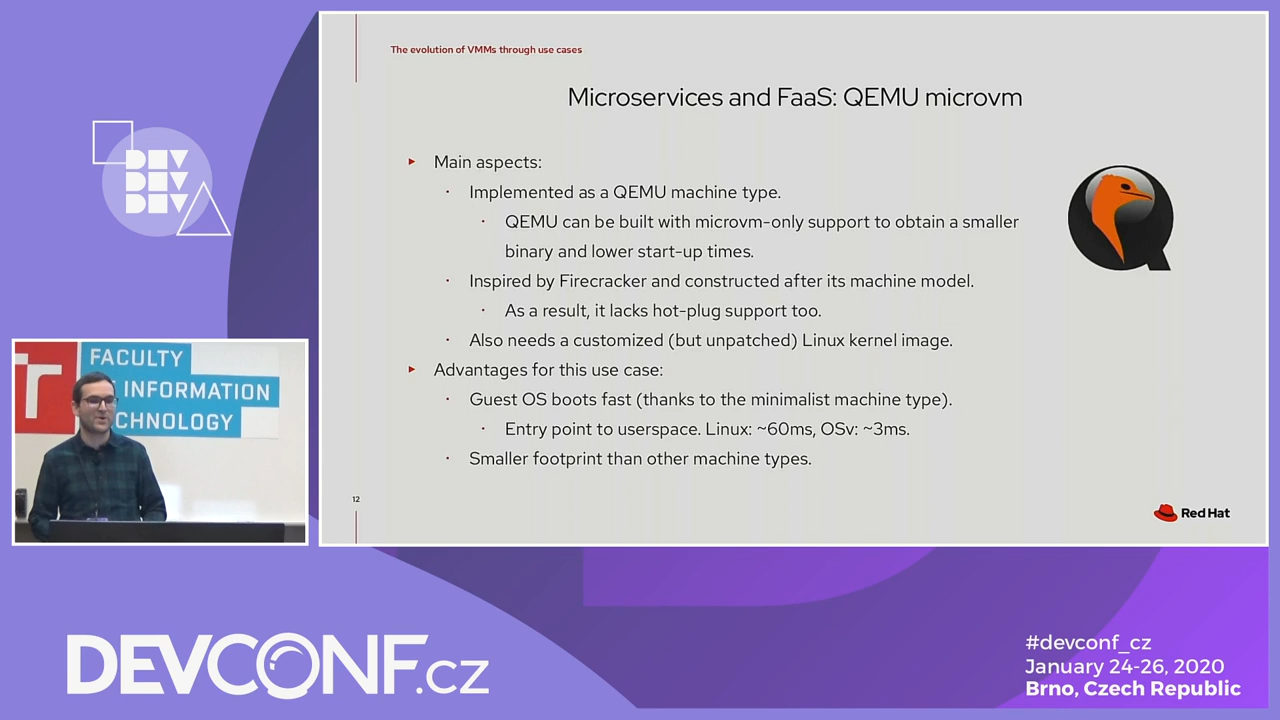 The evolution of VMMs through use cases
Microservices and FaaS: QEMU microvm
Main aspects:
Implemented as a QEMU machine type.
QEMU can be built with microvm-only support to obtain a smaller
binary and lower start-up times.
Inspired by Firecracker and constructed after its machine model.
As a result, it lacks hot-plug support too.
Also needs a customized (but unpatched) Linux kernel image.
Advantages for this use case:
Guest OS boots fast (thanks to the minimalist machine type).
Entry point to userspace. Linux: ~60ms, OSv: ~3ms.
Smaller footprint than other machine types.
12
Red Hat
DEV
DEV
DEV
FACULTY
INFORMATION
CHNOLOGY
DEVCONF.cz
#devconf_cz
January 24-26, 2020
Brno, Czech Republic